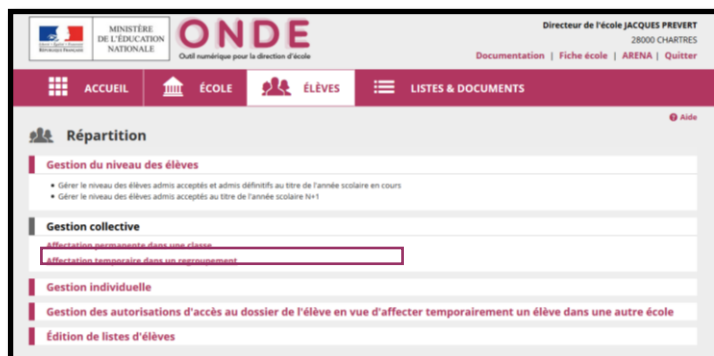 MINISTÈRE
DE L'ÉDUCATION
NATIONALE
Liberté • Égalité • Fraternité
RÉPUBLIQUE FRANÇAISE
ONDE
Outil numérique pour la direction d'école
Directeur de l'école JACQUES PREVERT
28000 CHARTRES
Documentation | Fiche école | ARENA | Quitter
ACCUEIL ÉCOLE ÉLÈVES LISTES & DOCUMENTS
Aide
Répartition
Gestion du niveau des élèves
• Gérer le niveau des élèves admis acceptés et admis définitifs au titre de l'année scolaire en cours
• Gérer le niveau des élèves admis acceptés au titre de l'année scolaire N+1
Gestion collective
Affectation permanente dans une classe
Affectation temporaire dans un regroupement
Gestion individuelle
Gestion des autorisations d'accès au dossier de l'élève en vue d'affecter temporairement un élève dans une autre école
Édition de listes d'élèves